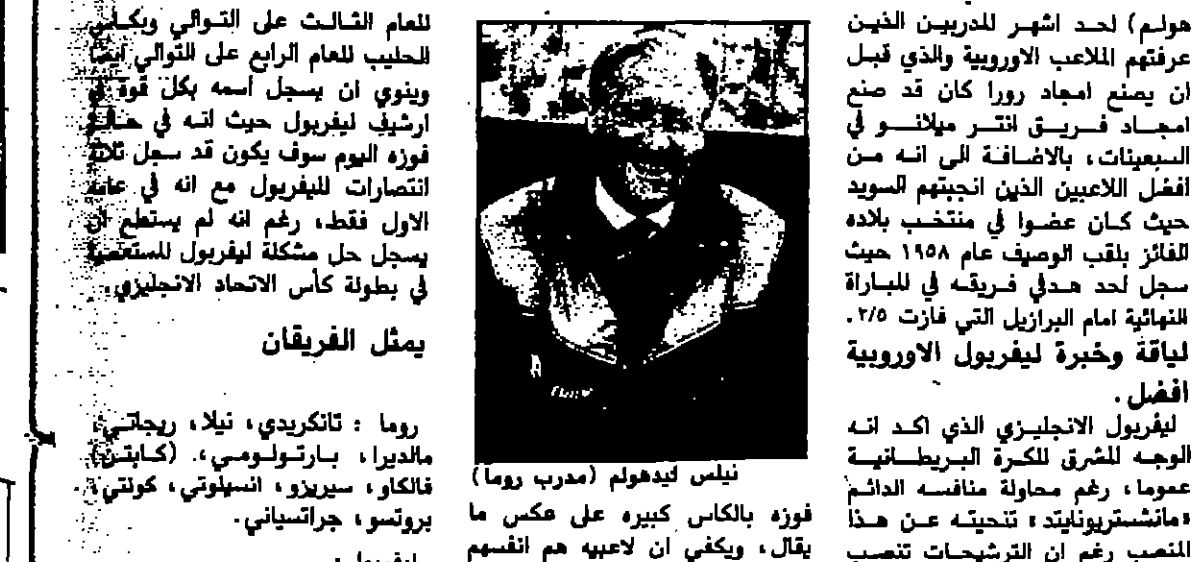 هولم) لحد اشهر المدربين الذين
عرفتهم الملاعب الاوروبية والذي قبل
ان يصنع امجاد رورا كان قد صنع
امجاد فريق انتر ميلانو في
السبعينات، بالاضافة الى انه من
افضل اللاعبين الذين انجبتهم السويد
حيث كان عضوا في منتخب بلاده
الفائز بلقب الوصيف عام ١٩٥٨ حيث
سجل احد هدفي فريقه في المباراة
النهائية امام البرازيل التي فازت ٢/٥.
لياقة وخبرة ليفربول الاوروبية
افضل.
ليفربول الانجليزي الذي اكد انه
الوجه المشرق للكرة البريطانية
عموما، رغم محاولة منافسه الدائم
«مانشستريونايتد» تنحيته عن هذا
المنصب رغم ان الترشيحات تنصب
نيلس ليدهولم (مدرب روما)
فوزه بالكاس كبيره على عكس ما
يقال، ويكفي ان لاعبيه هم انفسهم
للعام الثالث على التوالي وبكاس
الحليب للعام الرابع على التوالي ايضا
وينوي ان يسجل اسمه بكل قوة في
ارشيف ليفربول حيث انه في حالة
فوزه اليوم سوف يكون قد سجل ثلاثة
انتصارات لليفربول مع انه في عامه
الاول فقط، رغم انه لم يستطع ان
يسجل حل مشكلة ليفربول المستعصية
في بطولة كأس الاتحاد الانجليزي.
يمثل الفريقان
روما : تانكريدي، نيلا، ريجاتي،
مالديرا، بارتولومي، (كابتن)
فالكاو، سيريزو، انسيلوتي، كونتي،
بروتسو، جراتسياني.